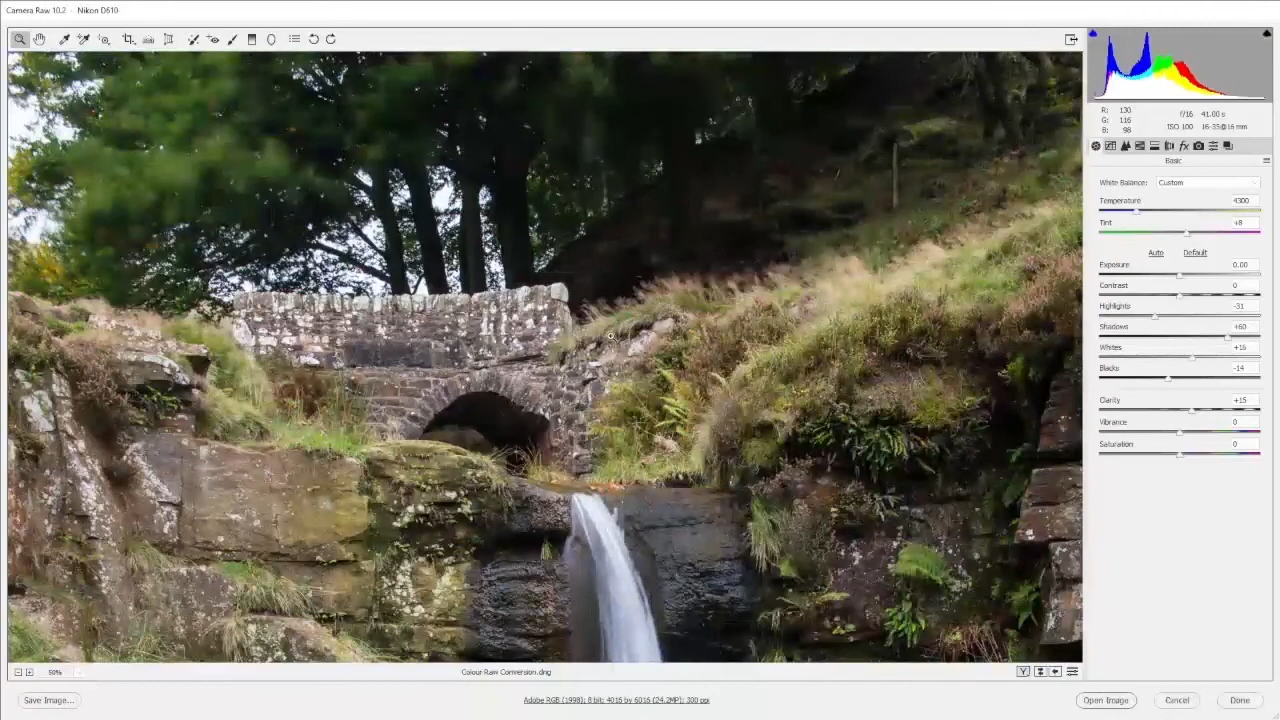 Camera Raw 10.2 - Nikon D610
R: 130
G: 116
B: 98
f/16 41.00 s
ISO 100 16-35@16 mm
Basic
White Balance: Custom
Temperature 4300
Tint +8
Auto Default
Exposure 0.00
Contrast 0
Highlights -31
Shadows +60
Whites +16
Blacks -14
Clarity +15
Vibrance 0
Saturation 0
50% Colour Raw Conversion.dng
Save Image... Adobe RGB (1998); 8 bit; 4016 by 6016 (24.2MP); 300 ppi Open Image Cancel Done